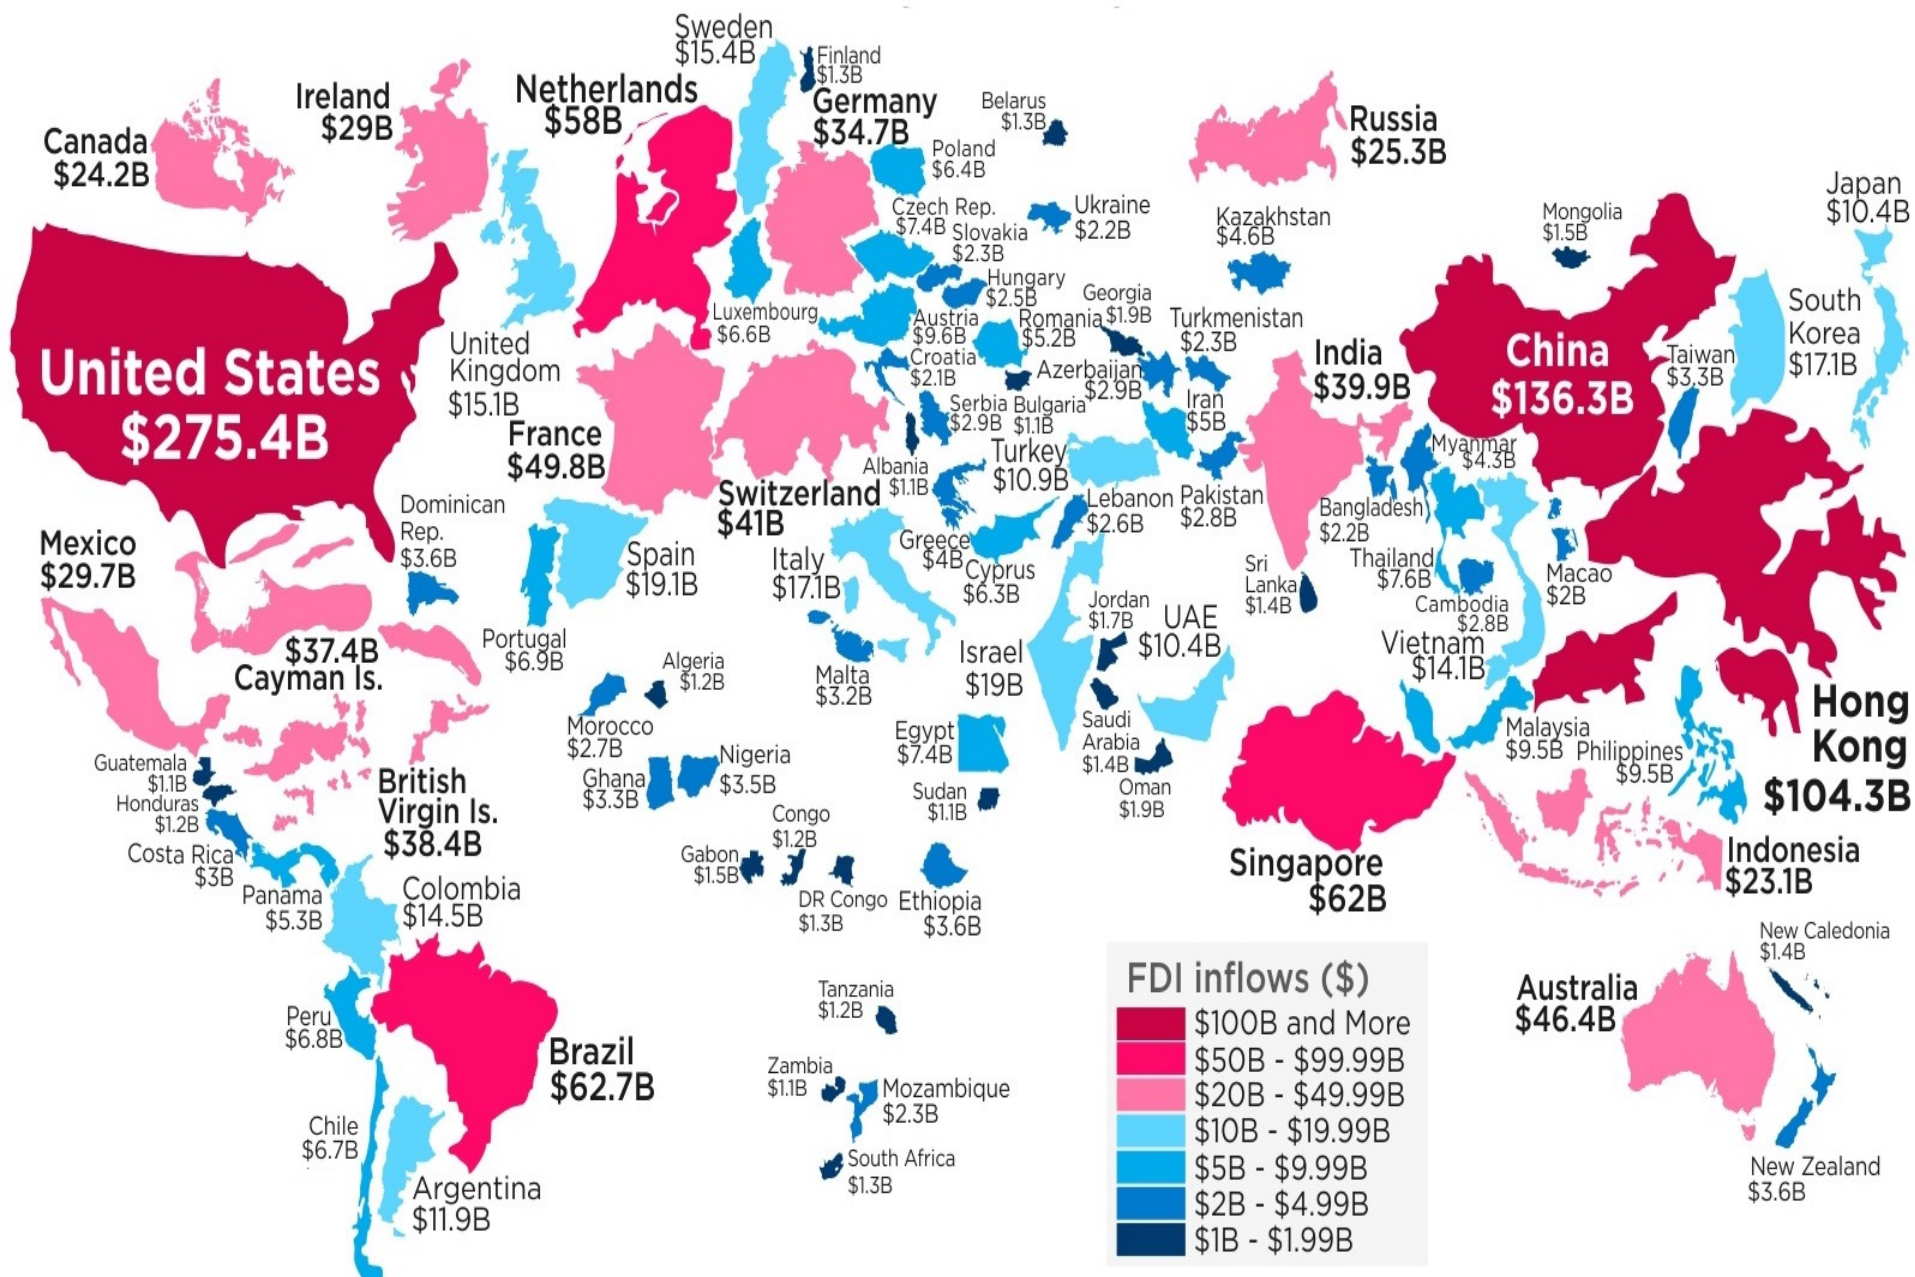 Sweden
$15.4B
Finland
$1.3B
Netherlands
$58B
Germany
$34.7B
Ireland
$29B
Canada
$24.2B
Belarus
$1.3B
Russia
$25.3B
Poland
$6.4B
Czech Rep.
$7.4B
Slovakia
$2.3B
Ukraine
$2.2B
Kazakhstan
$4.6B
Mongolia
$1.5B
Japan
$10.4B
Hungary
$2.5B
Georgia
$1.9B
Luxembourg
$6.6B
Austria
$9.6B
Romania
$5.2B
Turkmenistan
$2.3B
South
Korea
$17.1B
United States
$275.4B
United
Kingdom
$15.1B
Croatia
$2.1B
Azerbaijan
$2.9B
India
$39.9B
China
$136.3B
Taiwan
$3.3B
France
$49.8B
Serbia
$2.9B
Bulgaria
$1.1B
Iran
$5B
Albania
$1.1B
Turkey
$10.9B
Myanmar
$4.3B
Switzerland
$41B
Lebanon
$2.6B
Pakistan
$2.8B
Bangladesh
$2.2B
Dominican
Rep.
$3.6B
Mexico
$29.7B
Spain
$19.1B
Italy
$17.1B
Greece
$4B
Cyprus
$6.3B
Sri
Lanka
$1.4B
Thailand
$7.6B
Macao
$2B
Cambodia
$2.8B
Jordan
$1.7B
UAE
$10.4B
$37.4B
Cayman Is.
Portugal
$6.9B
Algeria
$1.2B
Malta
$3.2B
Israel
$19B
Vietnam
$14.1B
Morocco
$2.7B
Egypt
$7.4B
Saudi
Arabia
$1.4B
Malaysia
$9.5B
Philippines
$9.5B
Hong
Kong
$104.3B
Guatemala
$1.1B
Honduras
$1.2B
British
Virgin Is.
$38.4B
Ghana
$3.3B
Nigeria
$3.5B
Sudan
$1.1B
Oman
$1.9B
Costa Rica
$3B
Congo
$1.2B
Gabon
$1.5B
DR Congo
$1.3B
Ethiopia
$3.6B
Singapore
$62B
Indonesia
$23.1B
Panama
$5.3B
Colombia
$14.5B
New Caledonia
$1.4B
Australia
$46.4B
Peru
$6.8B
Brazil
$62.7B
Tanzania
$1.2B
Zambia
$1.1B
Mozambique
$2.3B
Chile
$6.7B
South Africa
$1.3B
Argentina
$11.9B
New Zealand
$3.6B
FDI inflows ($)
$100B and More
$50B - $99.99B
$20B - $49.99B
$10B - $19.99B
$5B - $9.99B
$2B - $4.99B
$1B - $1.99B